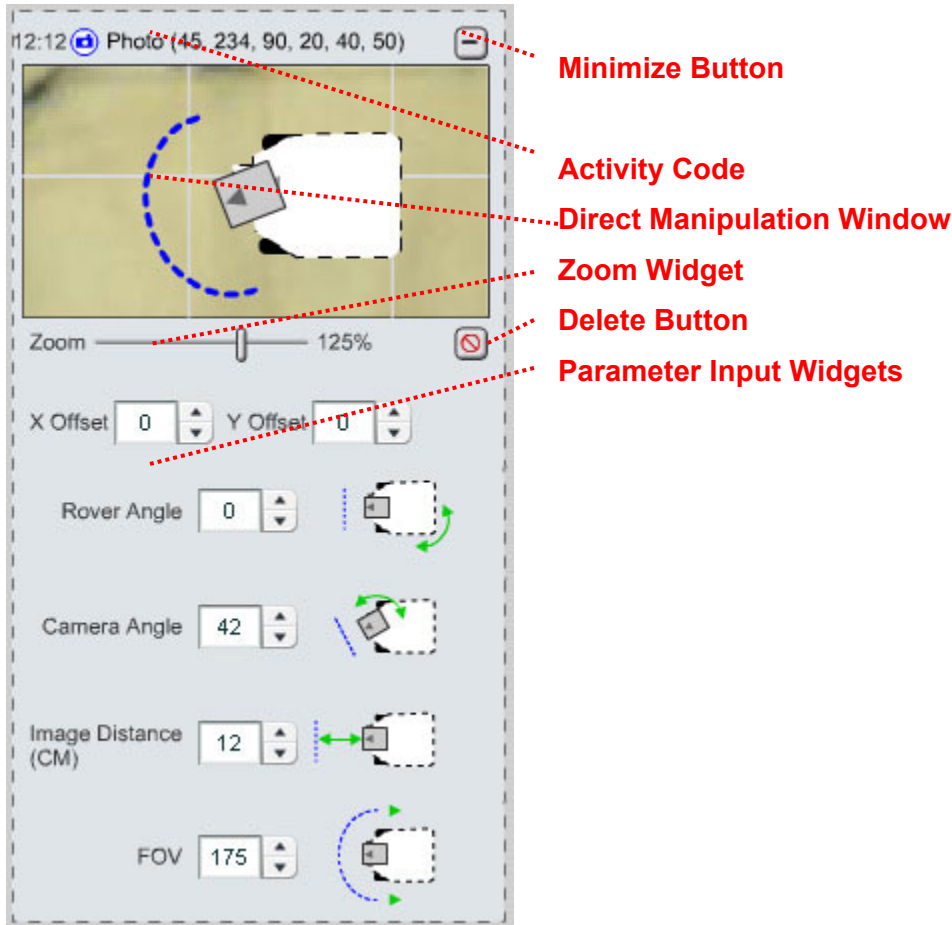 12:12 Photo (45, 234, 90, 20, 40, 50)
Minimize Button
Activity Code
Direct Manipulation Window
Zoom Widget
Delete Button
Parameter Input Widgets
Zoom 125%
X Offset 0 Y Offset 0
Rover Angle 0
Camera Angle 42
Image Distance
(CM) 12
FOV 175